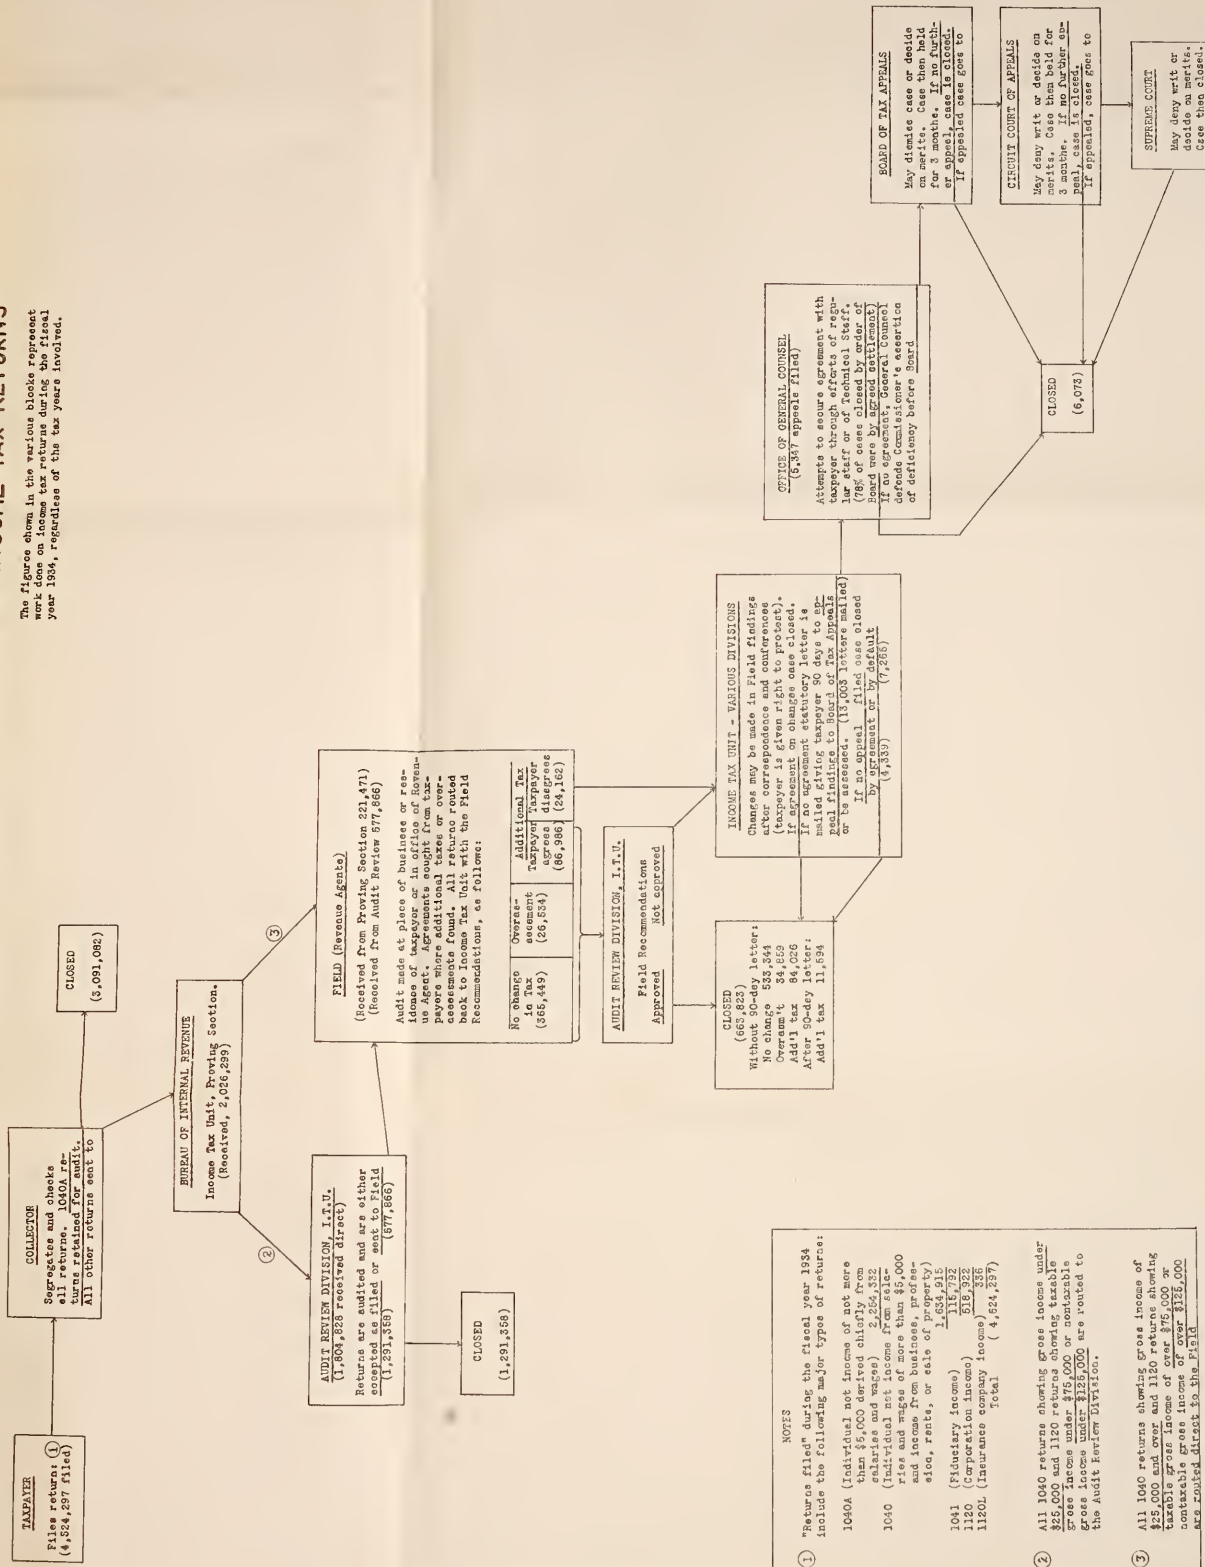 INCOME TAX RETURNS
The figures shown in the various blocks represent
work done on income tax returns during the fiscal
year 1934, regardless of the tax years involved.
TAXPAYER
Files return: ①
(4,524,297 filed)
COLLECTOR
Segregates and checks
all returns. 1040A re-
turns retained for audit.
All other returns sent to
CLOSED
(3,091,082)
BUREAU OF INTERNAL REVENUE
Income Tax Unit, Proving Section.
(Received, 2,026,299)
②
③
AUDIT REVIEW DIVISION, I.T.U.
(1,804,828 received direct)
Returns are audited and are either
accepted as filed or sent to Field
(1,291,358) (577,866)
CLOSED
(1,291,358)
FIELD (Revenue Agents)
(Received from Proving Section 221,471)
(Received from Audit Review 577,866)
Audit made at place of business or res-
idence of taxpayer or in office of Reven-
ue Agent. Agreements sought from tax-
payers where additional taxes or over-
assessments found. All returns routed
back to Income Tax Unit with the Field
Recommendations, as follows:
No change in Tax (365,449)
Overas-sessment (26,534)
Additional Tax
Taxpayer agrees (86,986)
Taxpayer disagrees (24,162)
AUDIT REVIEW DIVISION, I.T.U.
Field Recommendations
Approved Not approved
CLOSED
(663,823)
Without 90-day letter:
No change 533,344
Overasm't 34,859
Add'l tax 84,026
After 90-day letter:
Add'l tax 11,594
INCOME TAX UNIT - VARIOUS DIVISIONS
Changes may be made in Field findings
after correspondence and conferences
(taxpayer is given right to protest).
If agreement on changes case closed.
If no agreement statutory letter is
mailed giving taxpayer 90 days to ap-
peal findings to Board of Tax Appeals
or be assessed. (13,003 letters mailed)
If no appeal filed case closed
by agreement or by default
(4,339) (7,255)
OFFICE OF GENERAL COUNSEL
(5,347 appeals filed)
Attempts to secure agreement with
taxpayer through efforts of regu-
lar staff or of Technical Staff.
(78% of cases closed by order of
Board were by agreed settlement)
If no agreement, General Counsel
defends Commissioner's assertion
of deficiency before Board
CLOSED
(6,073)
BOARD OF TAX APPEALS
May dismiss case or decide
on merits. Case then held
for 3 months. If no furth-
er appeal, case is closed.
If appealed case goes to
CIRCUIT COURT OF APPEALS
May deny writ or decide on
merits. Case then held for
3 months. If no further ap-
peal, case is closed.
If appealed, case goes to
SUPREME COURT
May deny writ or
decide on merits.
Case then closed.
NOTES
① "Returns filed" during the fiscal year 1934
include the following major types of returns:
1040A (Individual net income of not more
than $5,000 derived chiefly from
salaries and wages) 2,254,332
1040 (Individual net income from sala-
ries and wages of more than $5,000
and income from business, profes-
sion, rents, or sale of property)
1,634,915
1041 (Fiduciary income) 115,792
1120 (Corporation income) 518,922
1120L (Insurance company income) 336
Total (4,524,297)
② All 1040 returns showing gross income under
$25,000 and 1120 returns showing taxable
gross income under $75,000 or nontaxable
gross income under $125,000 are routed to
the Audit Review Division.
③ All 1040 returns showing gross income of
$25,000 and over and 1120 returns showing
taxable gross income of over $75,000 or
nontaxable gross income of over $125,000
are routed direct to the Field